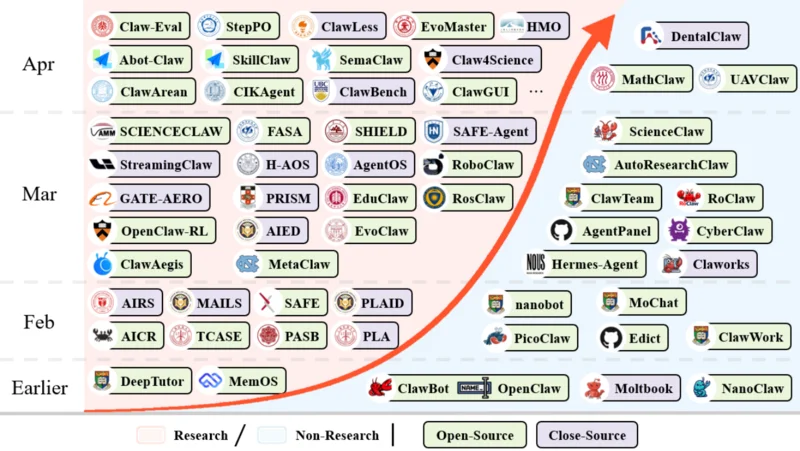 Apr
Claw-Eval StepPO ClawLess EvoMaster HMO
DentalClaw
Abot-Claw SkillClaw SemaClaw Claw4Science
MathClaw UAVClaw
ClawArean CIKAgent ClawBench ClawGUI ...
Mar
SCIENCECLAW FASA SHIELD SAFE-Agent ScienceClaw
StreamingClaw H-AOS AgentOS RoboClaw AutoResearchClaw
GATE-AERO PRISM EduClaw RosClaw ClawTeam RoClaw
OpenClaw-RL AIED EvoClaw AgentPanel CyberClaw
ClawAegis MetaClaw NOUS Hermes-Agent Claworks
Feb
AIRS MAILS SAFE PLAID nanobot MoChat
AICR TCASE PASB PLA PicoClaw Edict ClawWork
Earlier
DeepTutor MemOS ClawBot NAME OpenClaw Moltbook NanoClaw
Research / Non-Research | Open-Source Close-Source